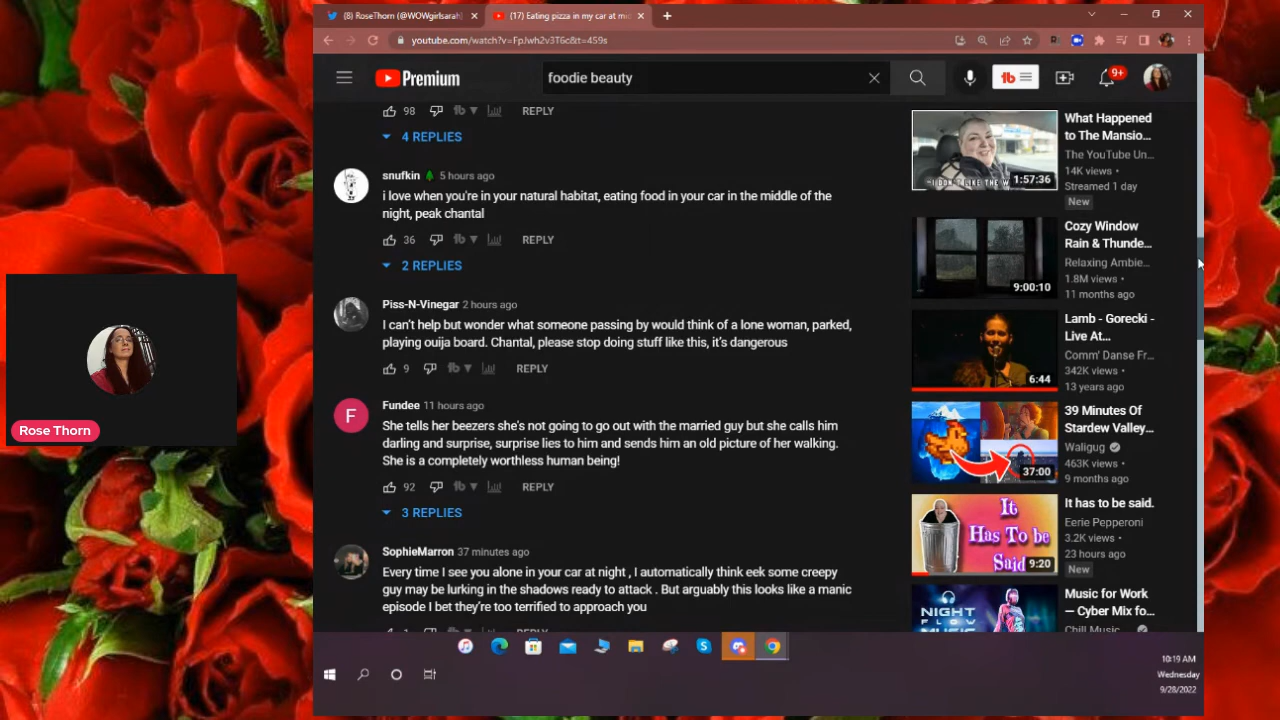 (8) RoseThorn (@WOWgirlsarah
(17) Eating pizza in my car at mi
youtube.com/watch?v=FpJwh2v3T6c&t=459s
Premium
foodie beauty
9+
98
REPLY
4 REPLIES
snufkin 5 hours ago
i love when you're in your natural habitat, eating food in your car in the middle of the
night, peak chantal
36
REPLY
2 REPLIES
Piss-N-Vinegar 2 hours ago
I can't help but wonder what someone passing by would think of a lone woman, parked,
playing ouija board. Chantal, please stop doing stuff like this, it's dangerous
9
REPLY
F
Fundee 11 hours ago
She tells her beezers she's not going to go out with the married guy but she calls him
darling and surprise, surprise lies to him and sends him an old picture of her walking.
She is a completely worthless human being!
92
REPLY
3 REPLIES
SophieMarron 37 minutes ago
Every time I see you alone in your car at night , I automatically think eek some creepy
guy may be lurking in the shadows ready to attack . But arguably this looks like a manic
episode I bet they're too terrified to approach you
REPLY
What Happened
to The Mansio...
The YouTube Un...
14K views •
Streamed 1 day
New
I DON'T LIKE THE W
1:57:36
Cozy Window
Rain & Thunde...
Relaxing Ambie...
1.8M views •
11 months ago
9:00:10
Lamb - Gorecki -
Live At...
Comm' Danse Fr...
342K views •
13 years ago
6:44
39 Minutes Of
Stardew Valley...
Waligug
463K views •
9 months ago
37:00
It has to be said.
Eerie Pepperoni
3.2K views •
23 hours ago
New
It
Has To be
Said
9:20
Music for Work
— Cyber Mix fo...
Chill Music
NIGHT
FLOW
MUSIC
Rose Thorn
10:19 AM
Wednesday
9/28/2022